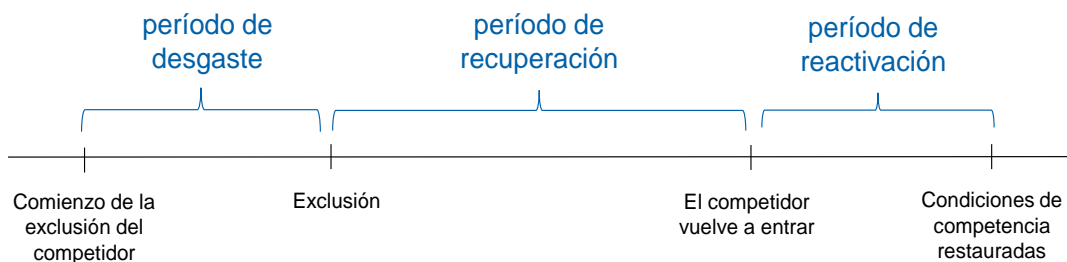 período de
desgaste
período de
recuperación
período de
reactivación
Comienzo de la
exclusión del
competidor
Exclusión
El competidor
vuelve a entrar
Condiciones de
competencia
restauradas